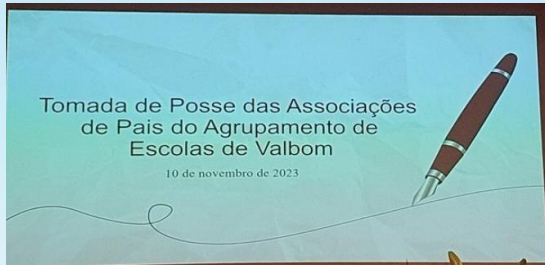 Tomada de Posse das Associações
de Pais do Agrupamento de
Escolas de Valbom
10 de novembro de 2023